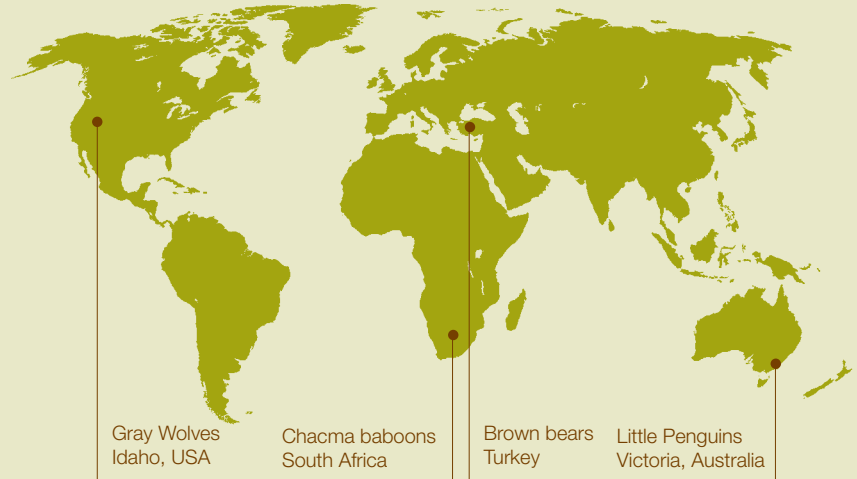 Gray Wolves
Idaho, USA
Chacma baboons
South Africa
Brown bears
Turkey
Little Penguins
Victoria, Australia